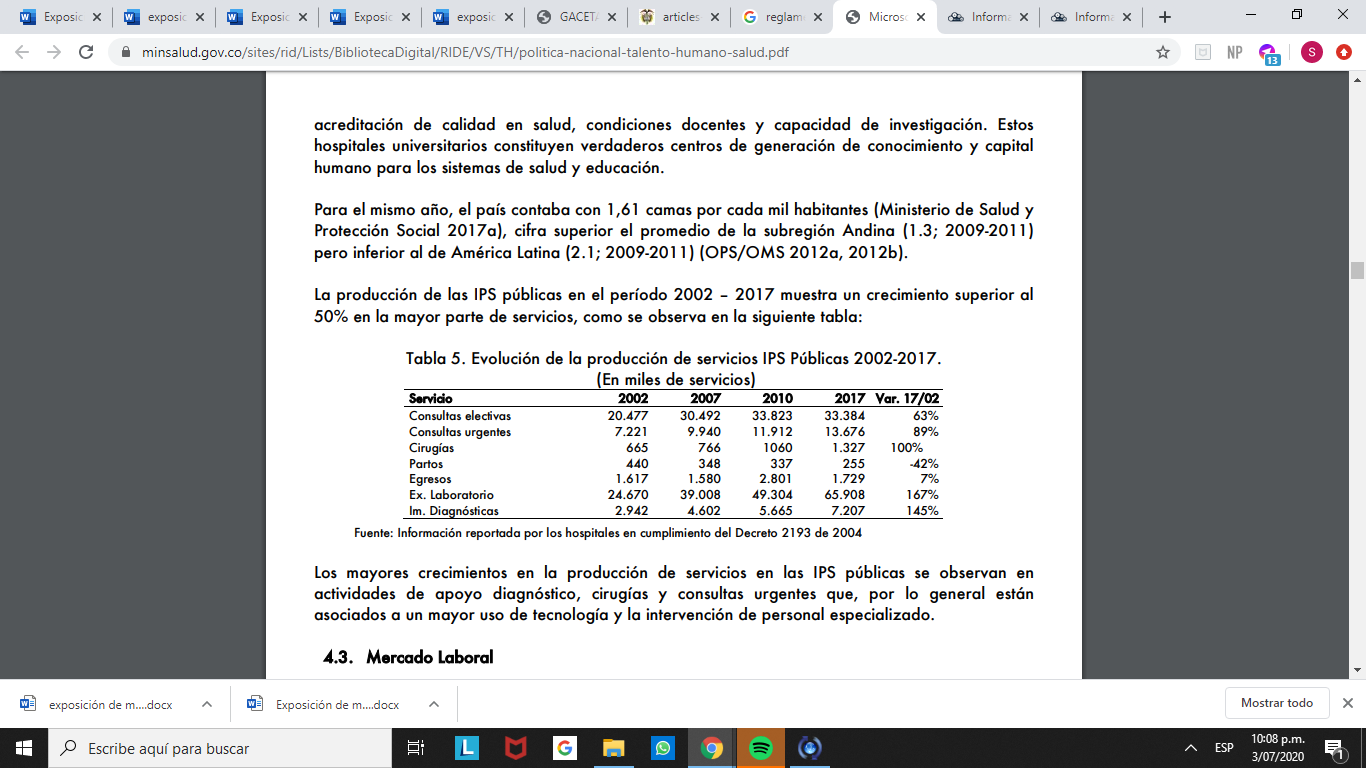 Exposic
exposic
Exposic
Exposic
exposic
GACETA
articles
reglam
Micros
Informa
Informa
minsalud.gov.co/sites/rid/Lists/BibliotecaDigital/RIDE/VS/TH/politica-nacional-talento-humano-salud.pdf
NP
13
S
acreditación de calidad en salud, condiciones docentes y capacidad de investigación. Estos
hospitales universitarios constituyen verdaderos centros de generación de conocimiento y capital
humano para los sistemas de salud y educación.
Para el mismo año, el país contaba con 1,61 camas por cada mil habitantes (Ministerio de Salud y
Protección Social 2017a), cifra superior el promedio de la subregión Andina (1.3; 2009-2011)
pero inferior al de América Latina (2.1; 2009-2011) (OPS/OMS 2012a, 2012b).
La producción de las IPS públicas en el período 2002 – 2017 muestra un crecimiento superior al
50% en la mayor parte de servicios, como se observa en la siguiente tabla:
Tabla 5. Evolución de la producción de servicios IPS Públicas 2002-2017.
(En miles de servicios)
Servicio 2002 2007 2010 2017 Var. 17/02
Consultas electivas 20.477 30.492 33.823 33.384 63%
Consultas urgentes 7.221 9.940 11.912 13.676 89%
Cirugías 665 766 1060 1.327 100%
Partos 440 348 337 255 -42%
Egresos 1.617 1.580 2.801 1.729 7%
Ex. Laboratorio 24.670 39.008 49.304 65.908 167%
Im. Diagnósticas 2.942 4.602 5.665 7.207 145%
Fuente: Información reportada por los hospitales en cumplimiento del Decreto 2193 de 2004
Los mayores crecimientos en la producción de servicios en las IPS públicas se observan en
actividades de apoyo diagnóstico, cirugías y consultas urgentes que, por lo general están
asociados a un mayor uso de tecnología y la intervención de personal especializado.
4.3. Mercado Laboral
exposición de m....docx
Exposición de m....docx
Mostrar todo
Escribe aquí para buscar
L
ESP
10:08 p.m.
3/07/2020
1